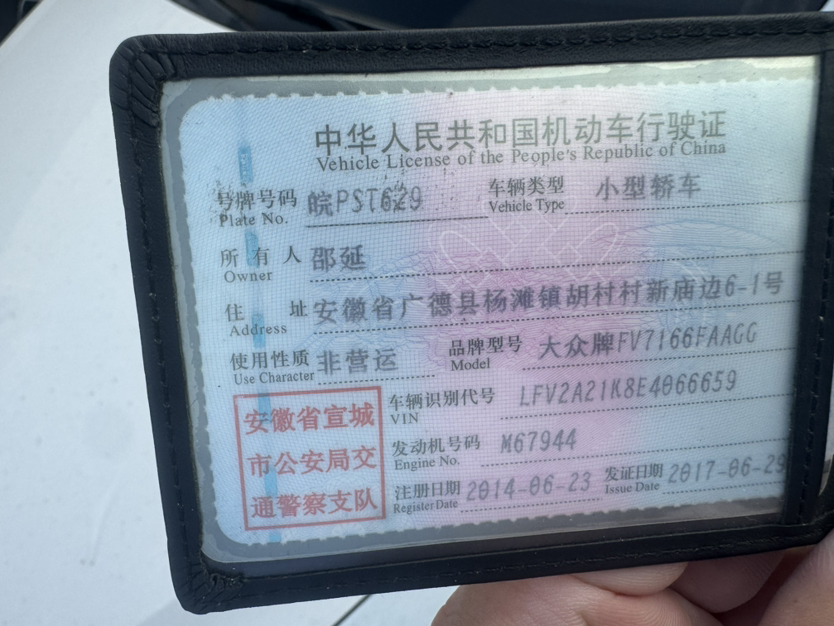 中华人民共和国机动车行驶证
Vehicle License of the People's Republic of China
号牌号码 皖PST629 车辆类型 小型轿车
Plate No. Vehicle Type
所有人 邵延
Owner
住址 安徽省广德县杨滩镇胡村村新庙边6-1号
Address
使用性质 非营运 品牌型号 大众牌FV7166FAAGG
Use Character Model
车辆识别代号 LFV2A21K8E4066659
VIN
发动机号码 M67944
Engine No.
注册日期 2014-06-23 发证日期 2017-06-29
Register Date Issue Date
安徽省宣城
市公安局交
通警察支队